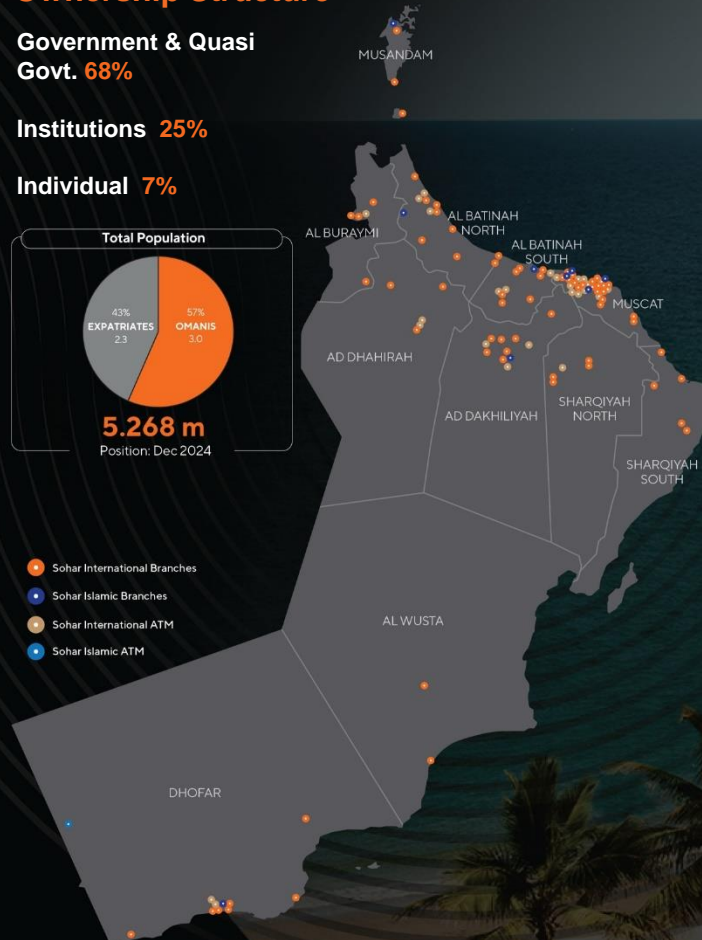 Ownership Structure
Government & Quasi
Govt. 68%
Institutions 25%
Individual 7%
Total Population
43%
EXPATRIATES
2.3
57%
OMANIS
3.0
5.268 m
Position: Dec 2024
Sohar International Branches
Sohar Islamic Branches
Sohar International ATM
Sohar Islamic ATM
MUSANDAM
AL BURAYMI
AL BATINAH
NORTH
AL BATINAH
SOUTH
MUSCAT
AD DHAHIRAH
AD DAKHILIYAH
SHARQIYAH
NORTH
SHARQIYAH
SOUTH
AL WUSTA
DHOFAR